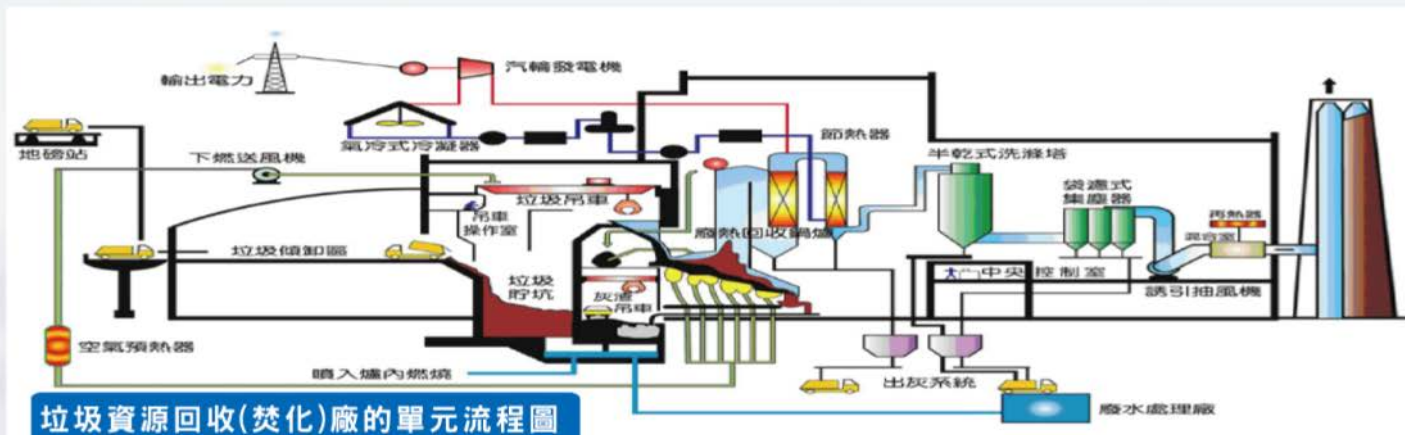 輸出電力
汽輪發電機
地磅站
氣冷式冷凝器
節熱器
下燃送風機
半乾式洗滌塔
垃圾吊車
袋濾式
集塵器
吊車
操作室
再熱器
混合室
廢熱回收鍋爐
垃圾傾卸區
中央控制室
垃圾
貯坑
灰渣
吊車
誘引抽風機
空氣預熱器
噴入爐內燃燒
出灰系統
廢水處理廠
垃圾資源回收(焚化)廠的單元流程圖